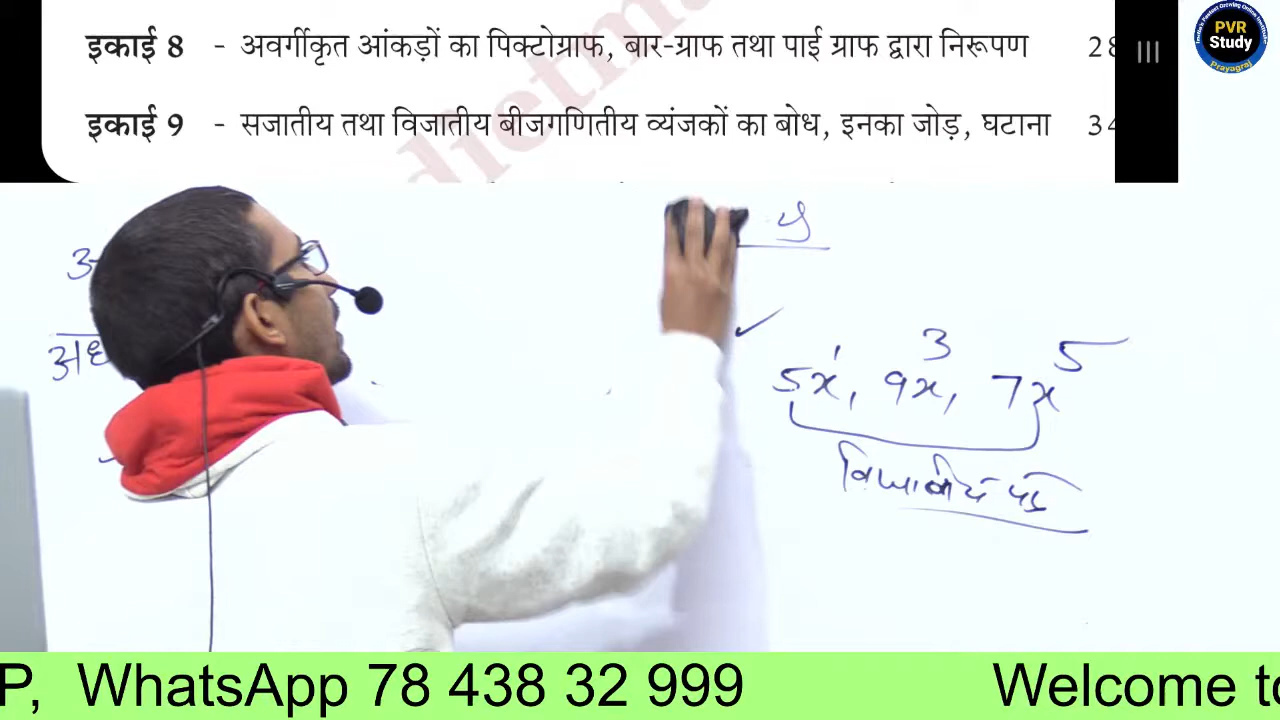 इकाई 8 - अवर्गीकृत आंकड़ों का पिक्टोग्राफ, बार-ग्राफ तथा पाई ग्राफ द्वारा निरूपण 28
इकाई 9 - सजातीय तथा विजातीय बीजगणितीय व्यंजकों का बोध, इनका जोड़, घटाना 34
PVR
Study
Prayagraj
5x¹, 9x³, 7x⁵
विजातीय पद
P, WhatsApp 78 438 32 999 Welcome to